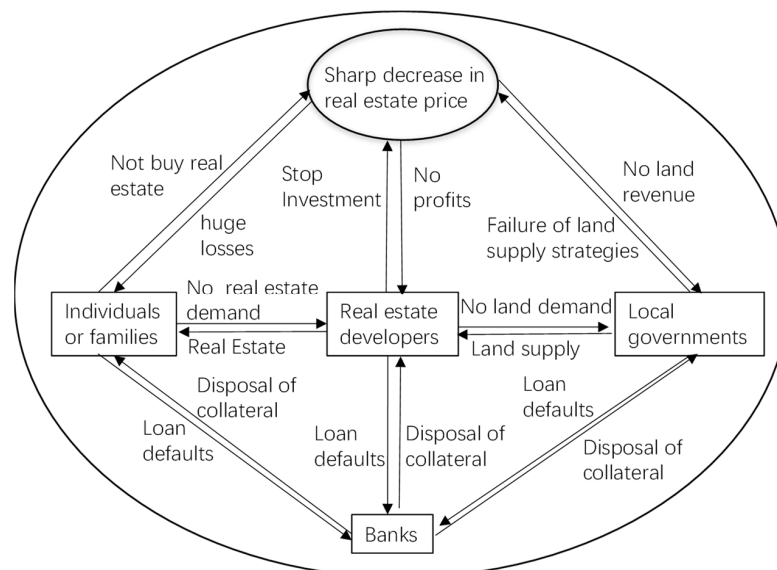 Sharp decrease in
real estate price
Not buy real
estate
Stop
Investment
No
profits
No land
revenue
huge
losses
Failure of land
supply strategies
No real estate
demand
Individuals
or families
Real estate
developers
No land demand
Local
governments
Real Estate
Land supply
Disposal of
collateral
Loan
defaults
Loan
defaults
Disposal of
collateral
Loan
defaults
Disposal of
collateral
Banks